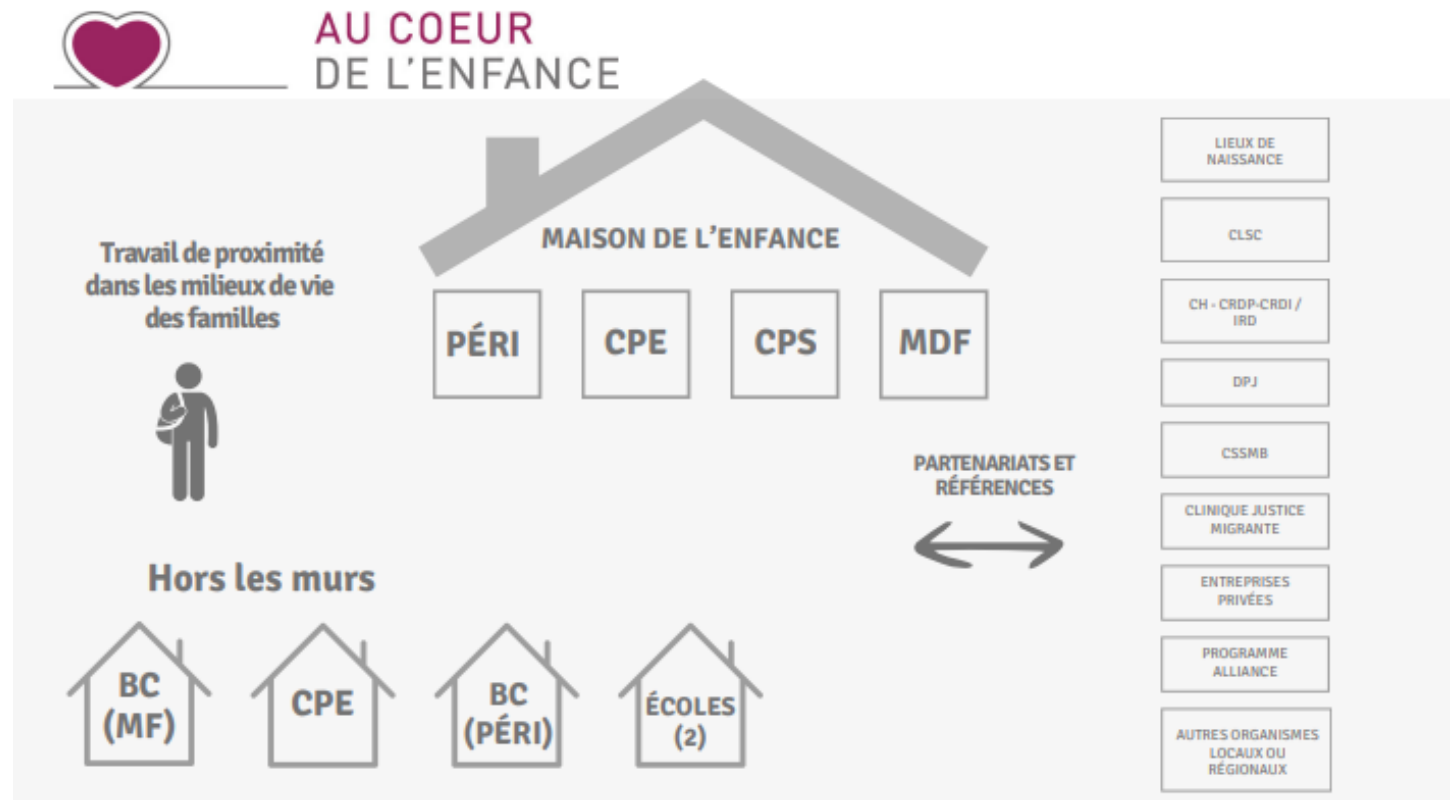 AU COEUR
DE L'ENFANCE
MAISON DE L'ENFANCE
PÉRI
CPE
CPS
MDF
Travail de proximité
dans les milieux de vie
des familles
PARTENARIATS ET
RÉFÉRENCES
Hors les murs
BC
(MF)
CPE
BC
(PÉRI)
ÉCOLES
(2)
LIEUX DE
NAISSANCE
CLSC
CH - CRDP-CRDI /
IRD
DPJ
CSSMB
CLINIQUE JUSTICE
MIGRANTE
ENTREPRISES
PRIVÉES
PROGRAMME
ALLIANCE
AUTRES ORGANISMES
LOCAUX OU
RÉGIONAUX